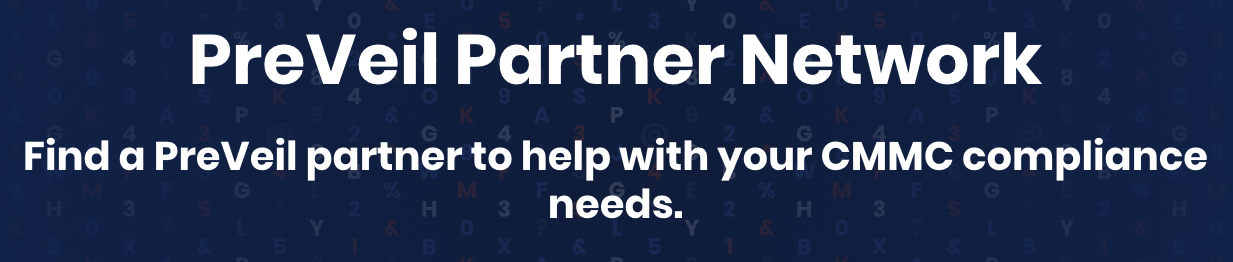 PreVeil Partner Network
Find a PreVeil partner to help with your CMMC compliance
needs.